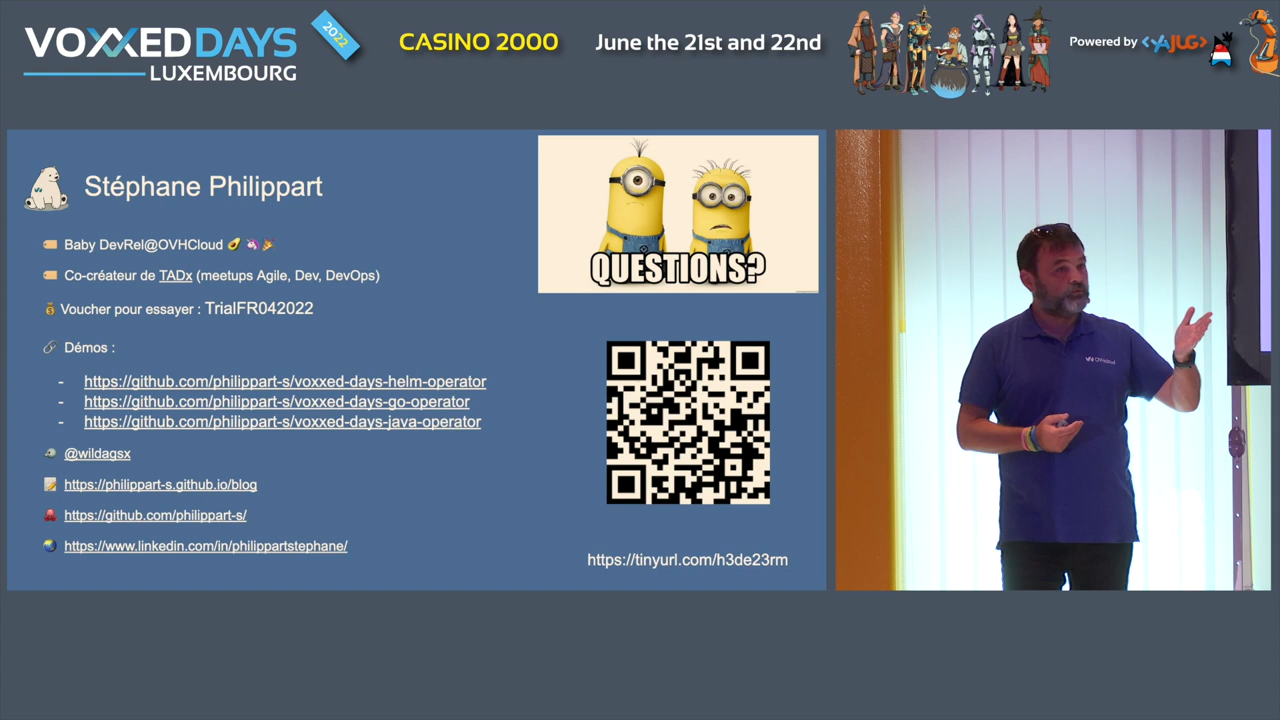 VOXXED DAYS
LUXEMBOURG
2022
CASINO 2000
June the 21st and 22nd
Powered by <YAJUG>
Stéphane Philippart
Baby DevRel@OVHCloud
Co-créateur de TADx (meetups Agile, Dev, DevOps)
Voucher pour essayer : TrialFR042022
Démos :
- https://github.com/philippart-s/voxxed-days-helm-operator
- https://github.com/philippart-s/voxxed-days-go-operator
- https://github.com/philippart-s/voxxed-days-java-operator
@wildagsx
https://philippart-s.github.io/blog
https://github.com/philippart-s/
https://www.linkedin.com/in/philippartstephane/
QUESTIONS?
https://tinyurl.com/h3de23rm
OVHcloud